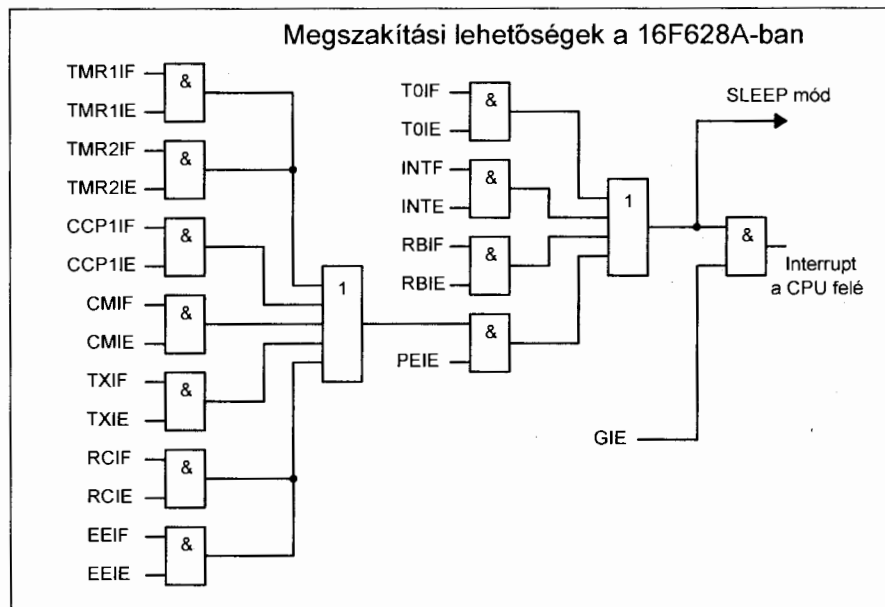 Megszakítási lehetőségek a 16F628A-ban
TMR1IF
&
TMR1IE
TMR2IF
&
TMR2IE
CCP1IF
&
CCP1IE
CMIF
&
CMIE
TXIF
&
TXIE
RCIF
&
RCIE
EEIF
&
EEIE
1
T0IF
&
T0IE
INTF
&
INTE
RBIF
&
RBIE
&
PEIE
1
SLEEP mód
&
Interrupt
a CPU felé
GIE